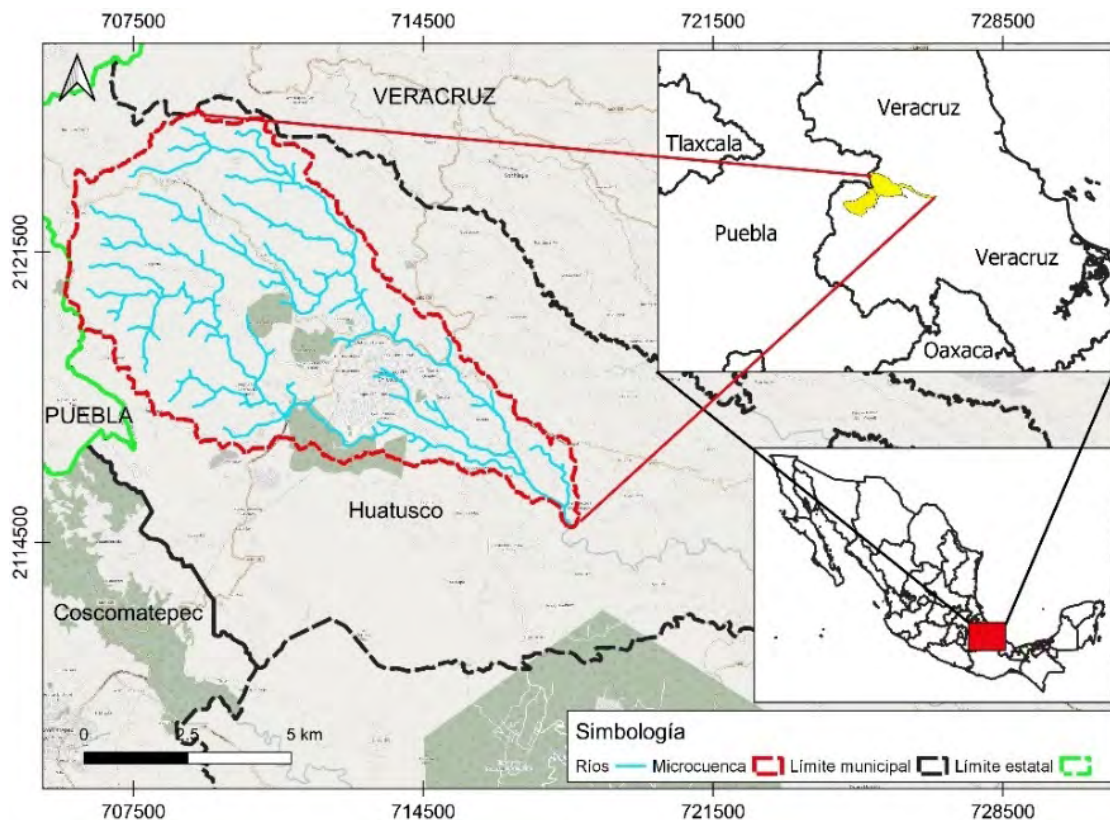 707500 714500 721500 728500
VERACRUZ
Veracruz
Tlaxcala
2121500
Puebla
Veracruz
Oaxaca
PUEBLA
Huatusco
2114500
Coscomatepec
0 2.5 5 km
Simbología
Ríos Microcuenca Límite municipal Límite estatal
707500 714500 721500 728500